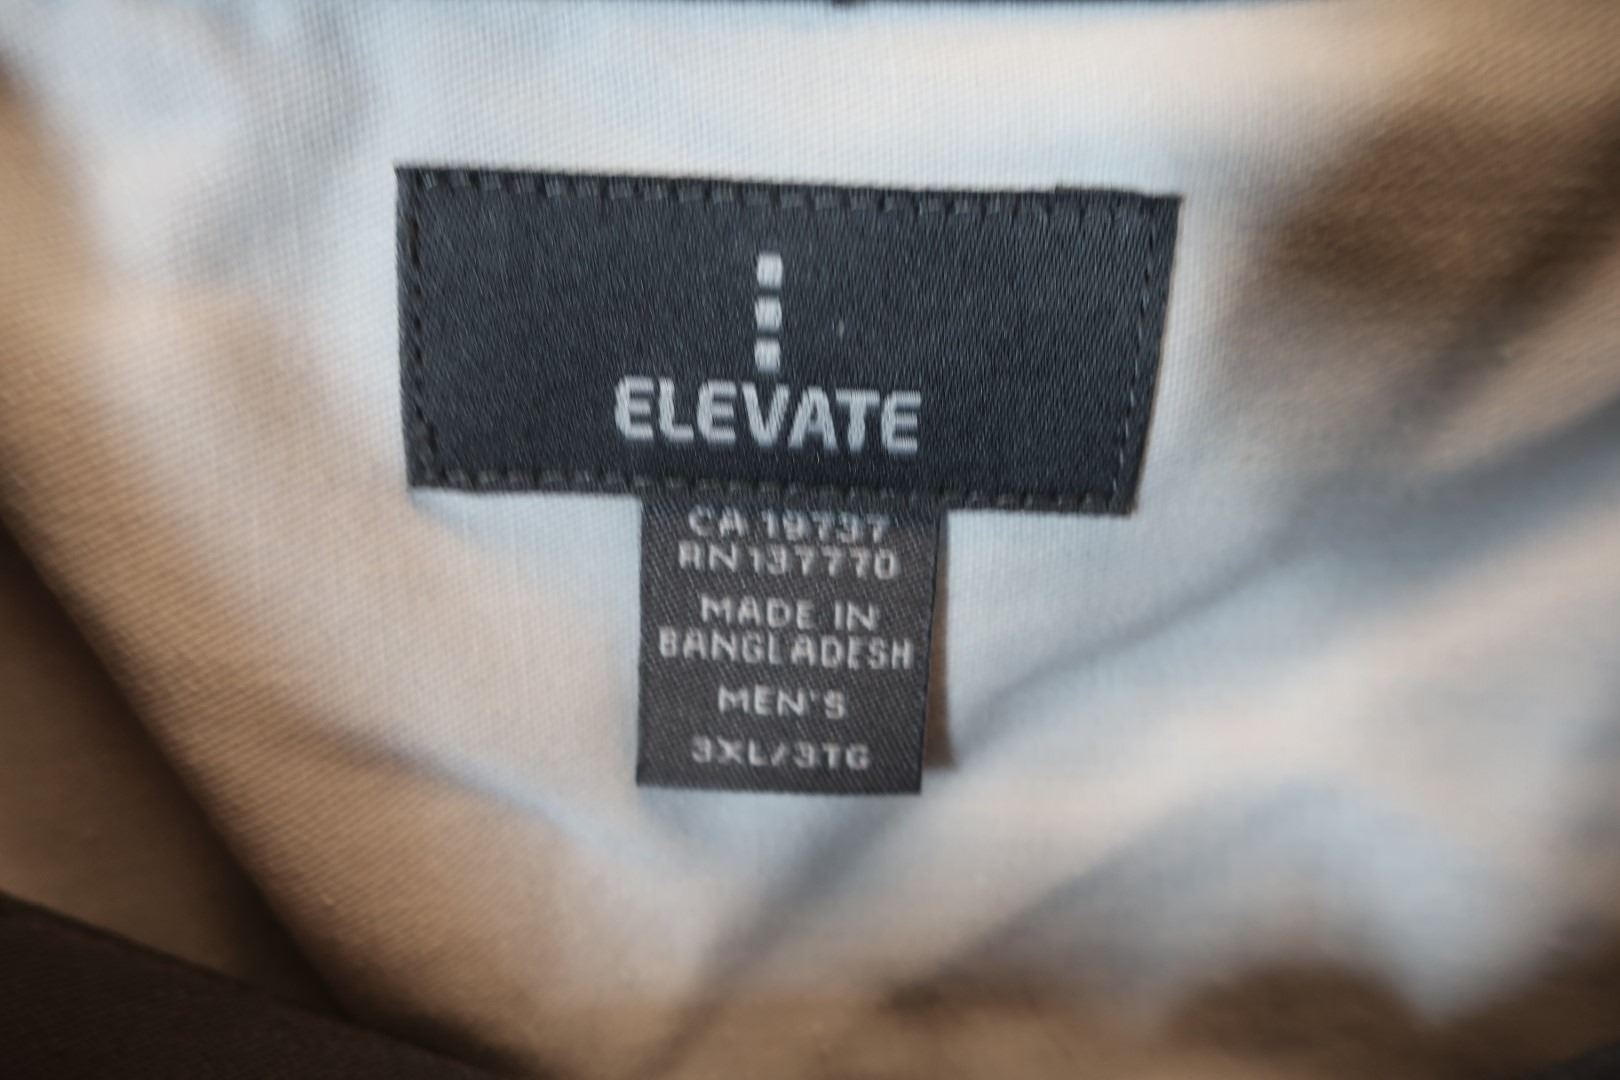 ELEVATE
CA 19737
RN 137770
MADE IN
BANGLADESH
MEN'S
3XL/3TG